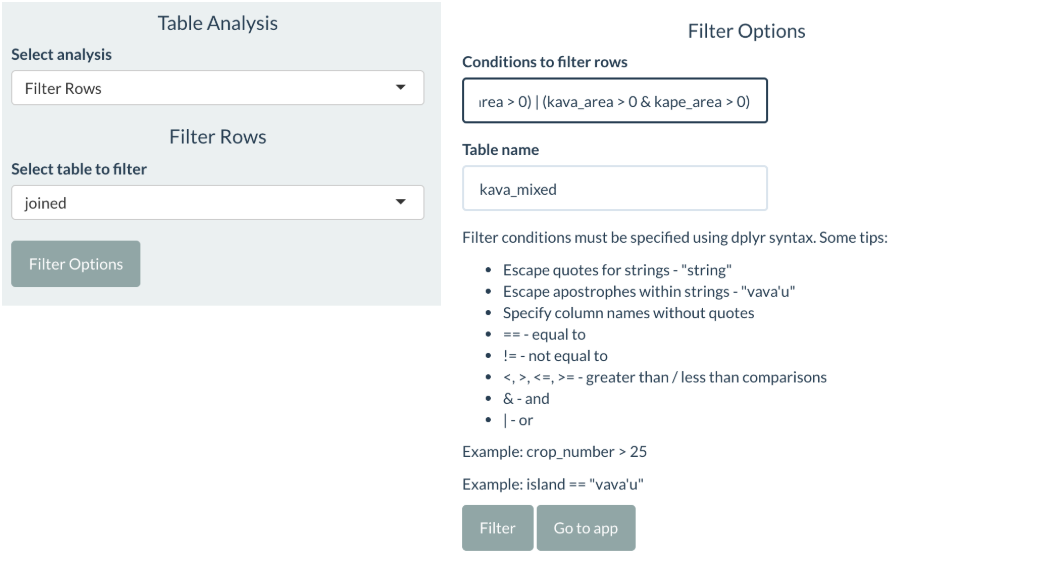 Table Analysis
Select analysis
Filter Rows
Filter Rows
Select table to filter
joined
Filter Options
Filter Options
Conditions to filter rows
area > 0) | (kava_area > 0 & kape_area > 0)
Table name
kava_mixed
Filter conditions must be specified using dplyr syntax. Some tips:
Escape quotes for strings - "string"
Escape apostrophes within strings - "vava'u"
Specify column names without quotes
== - equal to
!= - not equal to
<, >, <=, >= - greater than / less than comparisons
& - and
| - or
Example: crop_number > 25
Example: island == "vava'u"
Filter
Go to app